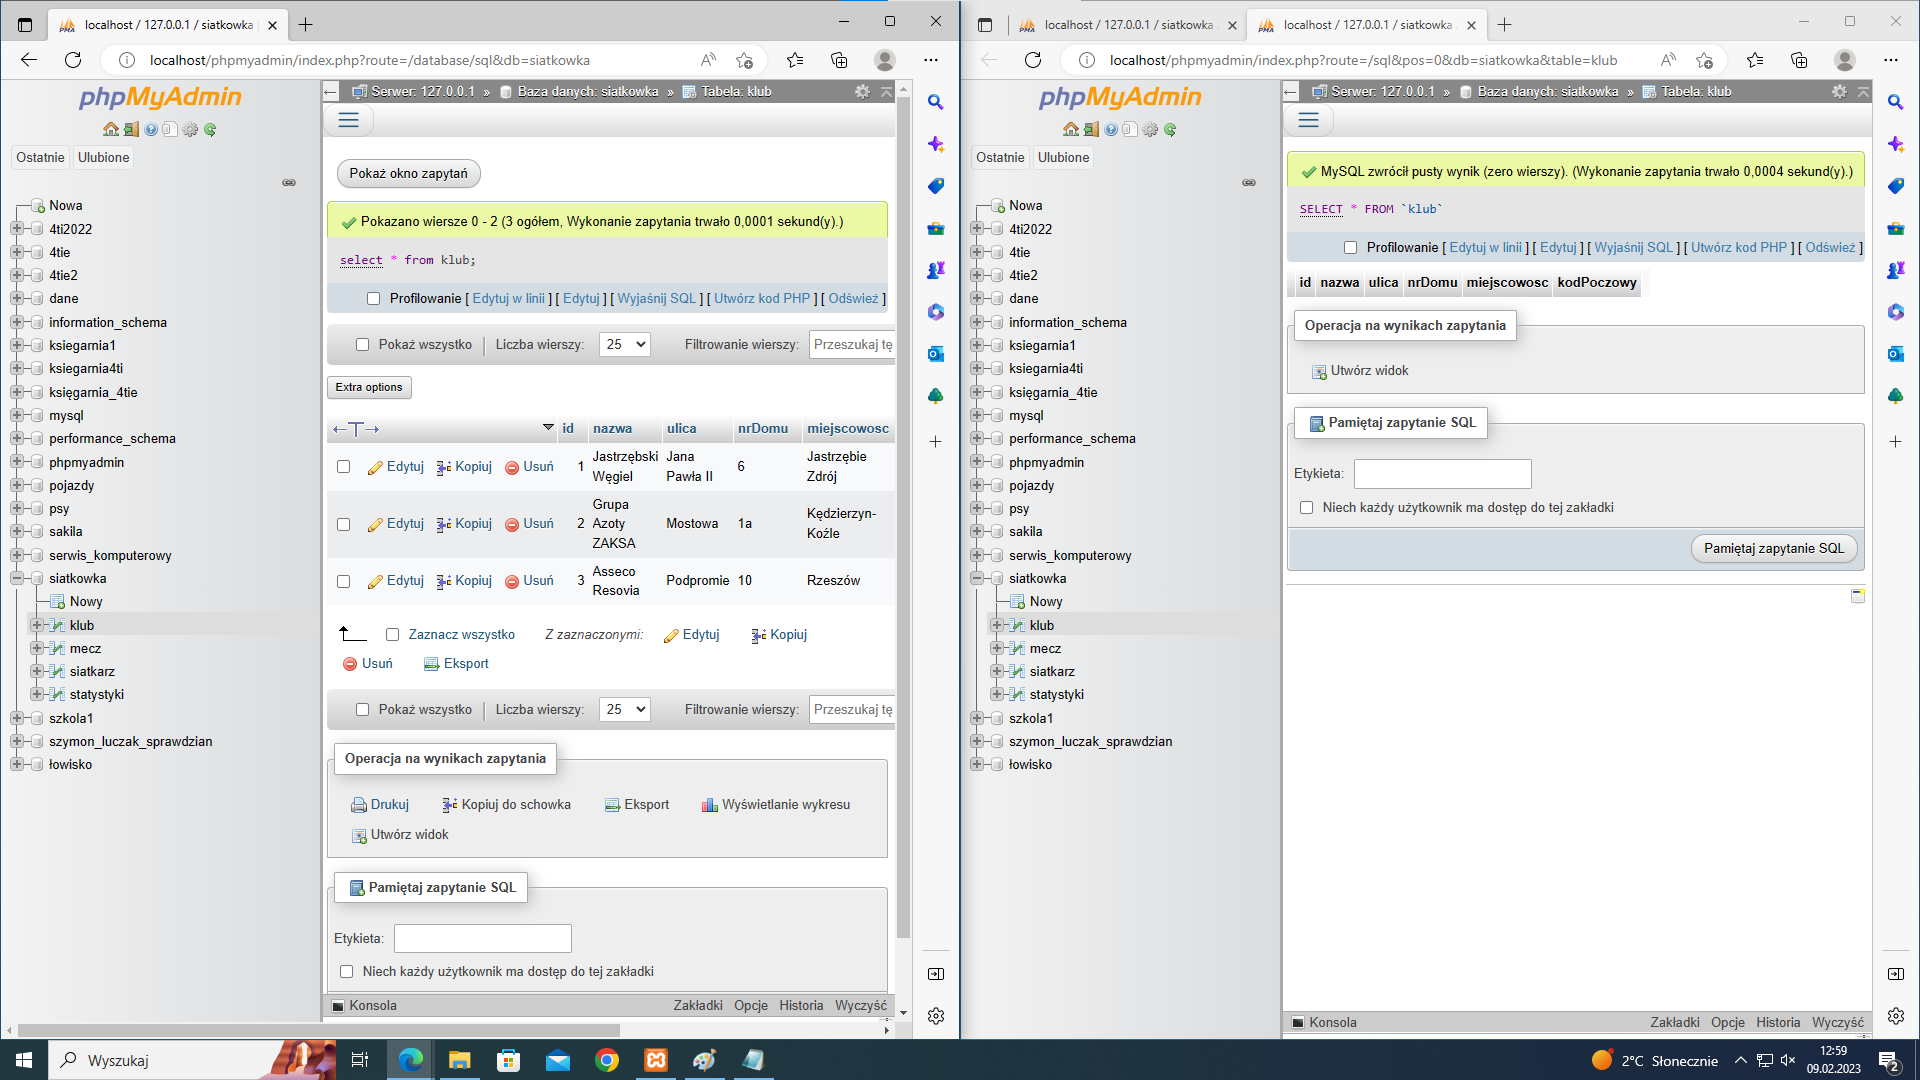 localhost / 127.0.0.1 / siatkowka
localhost/phpmyadmin/index.php?route=/database/sql&db=siatkowka
phpMyAdmin
Ostatnie Ulubione
Nowa
4ti2022
4tie
4tie2
dane
information_schema
ksiegarnia1
ksiegarnia4ti
księgarnia_4tie
mysql
performance_schema
phpmyadmin
pojazdy
psy
sakila
serwis_komputerowy
siatkowka
Nowy
klub
mecz
siatkarz
statystyki
szkola1
szymon_luczak_sprawdzian
łowisko
Serwer: 127.0.0.1 » Baza danych: siatkowka » Tabela: klub
Pokaż okno zapytań
Pokazano wiersze 0 - 2 (3 ogółem, Wykonanie zapytania trwało 0,0001 sekund(y).)
select * from klub;
Profilowanie [ Edytuj w linii ] [ Edytuj ] [ Wyjaśnij SQL ] [ Utwórz kod PHP ] [ Odśwież ]
Pokaż wszystko Liczba wierszy: 25 Filtrowanie wierszy: Przeszukaj tę
Extra options
←T→ id nazwa ulica nrDomu miejscowosc
Edytuj Kopiuj Usuń 1 Jastrzębski Węgiel Jana Pawła II 6 Jastrzębie Zdrój
Edytuj Kopiuj Usuń 2 Grupa Azoty ZAKSA Mostowa 1a Kędzierzyn-Koźle
Edytuj Kopiuj Usuń 3 Asseco Resovia Podpromie 10 Rzeszów
Zaznacz wszystko Z zaznaczonymi: Edytuj Kopiuj
Usuń Eksport
Pokaż wszystko Liczba wierszy: 25 Filtrowanie wierszy: Przeszukaj tę
Operacja na wynikach zapytania
Drukuj Kopiuj do schowka Eksport Wyświetlanie wykresu
Utwórz widok
Pamiętaj zapytanie SQL
Etykieta:
Niech każdy użytkownik ma dostęp do tej zakładki
Konsola Zakładki Opcje Historia Wyczyść
localhost / 127.0.0.1 / siatkowka localhost / 127.0.0.1 / siatkowka
localhost/phpmyadmin/index.php?route=/sql&pos=0&db=siatkowka&table=klub
phpMyAdmin
Ostatnie Ulubione
Nowa
4ti2022
4tie
4tie2
dane
information_schema
ksiegarnia1
ksiegarnia4ti
księgarnia_4tie
mysql
performance_schema
phpmyadmin
pojazdy
psy
sakila
serwis_komputerowy
siatkowka
Nowy
klub
mecz
siatkarz
statystyki
szkola1
szymon_luczak_sprawdzian
łowisko
Serwer: 127.0.0.1 » Baza danych: siatkowka » Tabela: klub
MySQL zwrócił pusty wynik (zero wierszy). (Wykonanie zapytania trwało 0,0004 sekund(y).)
SELECT * FROM `klub`
Profilowanie [ Edytuj w linii ] [ Edytuj ] [ Wyjaśnij SQL ] [ Utwórz kod PHP ] [ Odśwież ]
id nazwa ulica nrDomu miejscowosc kodPoczowy
Operacja na wynikach zapytania
Utwórz widok
Pamiętaj zapytanie SQL
Etykieta:
Niech każdy użytkownik ma dostęp do tej zakładki
Pamiętaj zapytanie SQL
Konsola Zakładki Opcje Historia Wyczyść
Wyszukaj 2°C Słonecznie 12:59
09.02.2023
2